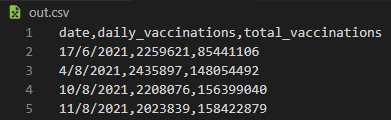 out.csv
1 date,daily_vaccinations,total_vaccinations
2 17/6/2021,2259621,85441106
3 4/8/2021,2435897,148054492
4 10/8/2021,2208076,156399040
5 11/8/2021,2023839,158422879